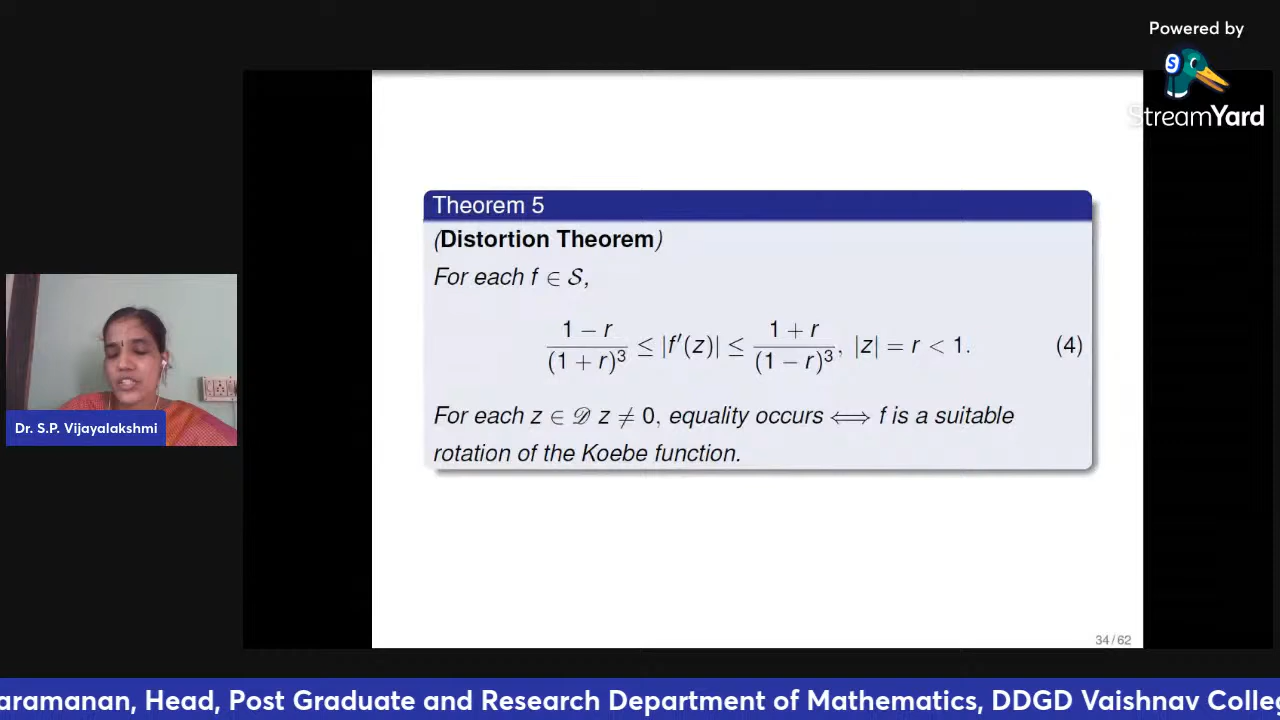 Powered by
S
StreamYard
Theorem 5
(Distortion Theorem)
For each f ∈ 𝒮,
1 − r / (1 + r)³ ≤ |f′(z)| ≤ 1 + r / (1 − r)³, |z| = r < 1. (4)
For each z ∈ 𝒟 z ≠ 0, equality occurs ⟺ f is a suitable
rotation of the Koebe function.
Dr. S.P. Vijayalakshmi
34/62
aramanan, Head, Post Graduate and Research Department of Mathematics, DDGD Vaishnav Colle